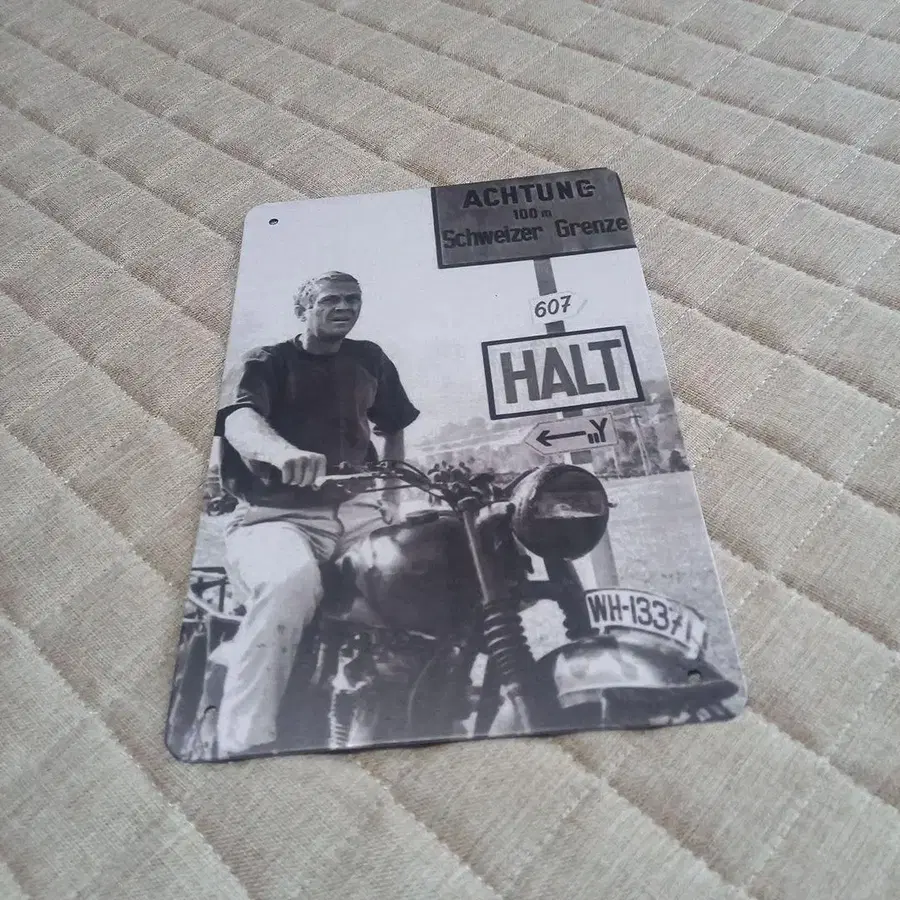 ACHTUNG
100 m
Schweizer Grenze
607
HALT
Y
WH-13371